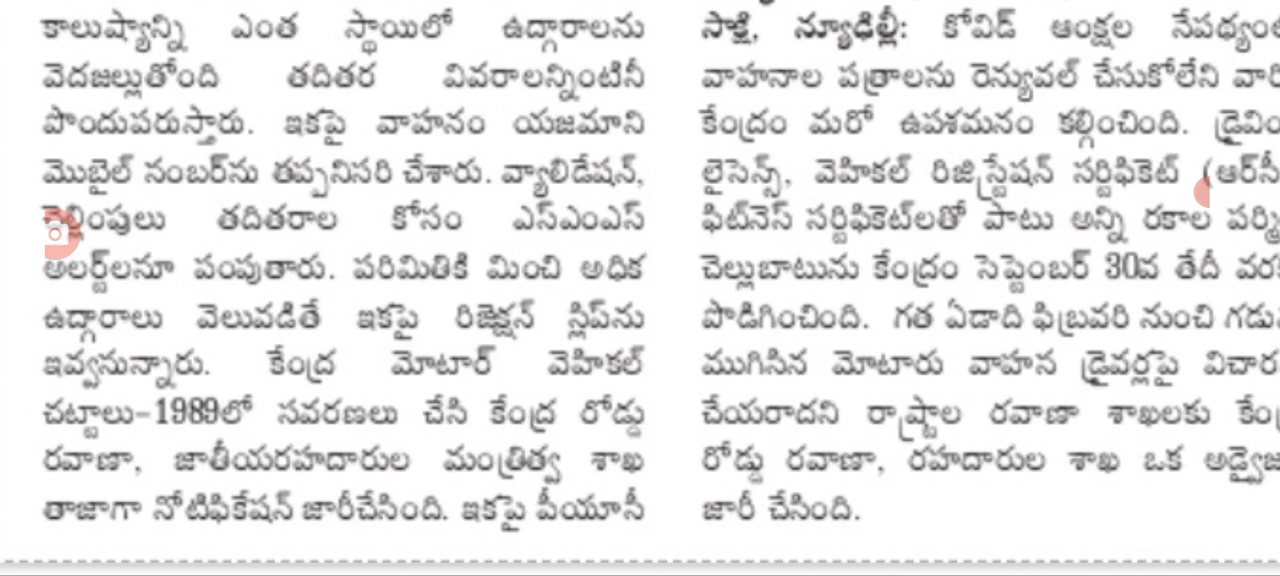 కాలుష్యాన్ని ఎంత స్థాయిలో ఉద్గారాలను
వెదజల్లుతోంది తదితర వివరాలన్నింటినీ
పొందుపరుస్తారు. ఇకపై వాహనం యజమాని
మొబైల్ నంబర్‌ను తప్పనిసరి చేశారు. వ్యాలిడేషన్,
తదితరాల కోసం ఎస్ఎంఎస్
అలర్ట్‌లనూ పంపుతారు. పరిమితికి మించి అధిక
ఉద్గారాలు వెలువడితే ఇకపై రిజెక్షన్ స్లిప్‌ను
ఇవ్వనున్నారు. కేంద్ర మోటార్ వెహికల్
చట్టాలు-1989లో సవరణలు చేసి కేంద్ర రోడ్డు
రవాణా, జాతీయరహదారుల మంత్రిత్వ శాఖ
తాజాగా నోటిఫికేషన్ జారీచేసింది. ఇకపై పీయూసీ
సాక్షి, న్యూఢిల్లీ: కోవిడ్ ఆంక్షల
వాహనాల పత్రాలను రెన్యువల్ చేసుకోలేని
కేంద్రం మరో ఉపశమనం కల్గించింది.
లైసెన్స్, వెహికల్ రిజిస్ట్రేషన్ సర్టిఫికెట్ (ఆర్‌సీ
ఫిట్‌నెస్ సర్టిఫికెట్‌లతో పాటు అన్ని రకాల
చెల్లుబాటును కేంద్రం సెప్టెంబర్ 30వ తేదీ
పొడిగించింది. గత ఏడాది ఫిబ్రవరి నుంచి
ముగిసిన మోటారు వాహన డ్రైవర్లపై
చేయరాదని రాష్ట్రాల రవాణా శాఖలకు
రోడ్డు రవాణా, రహదారుల శాఖ ఒక
జారీ చేసింది.